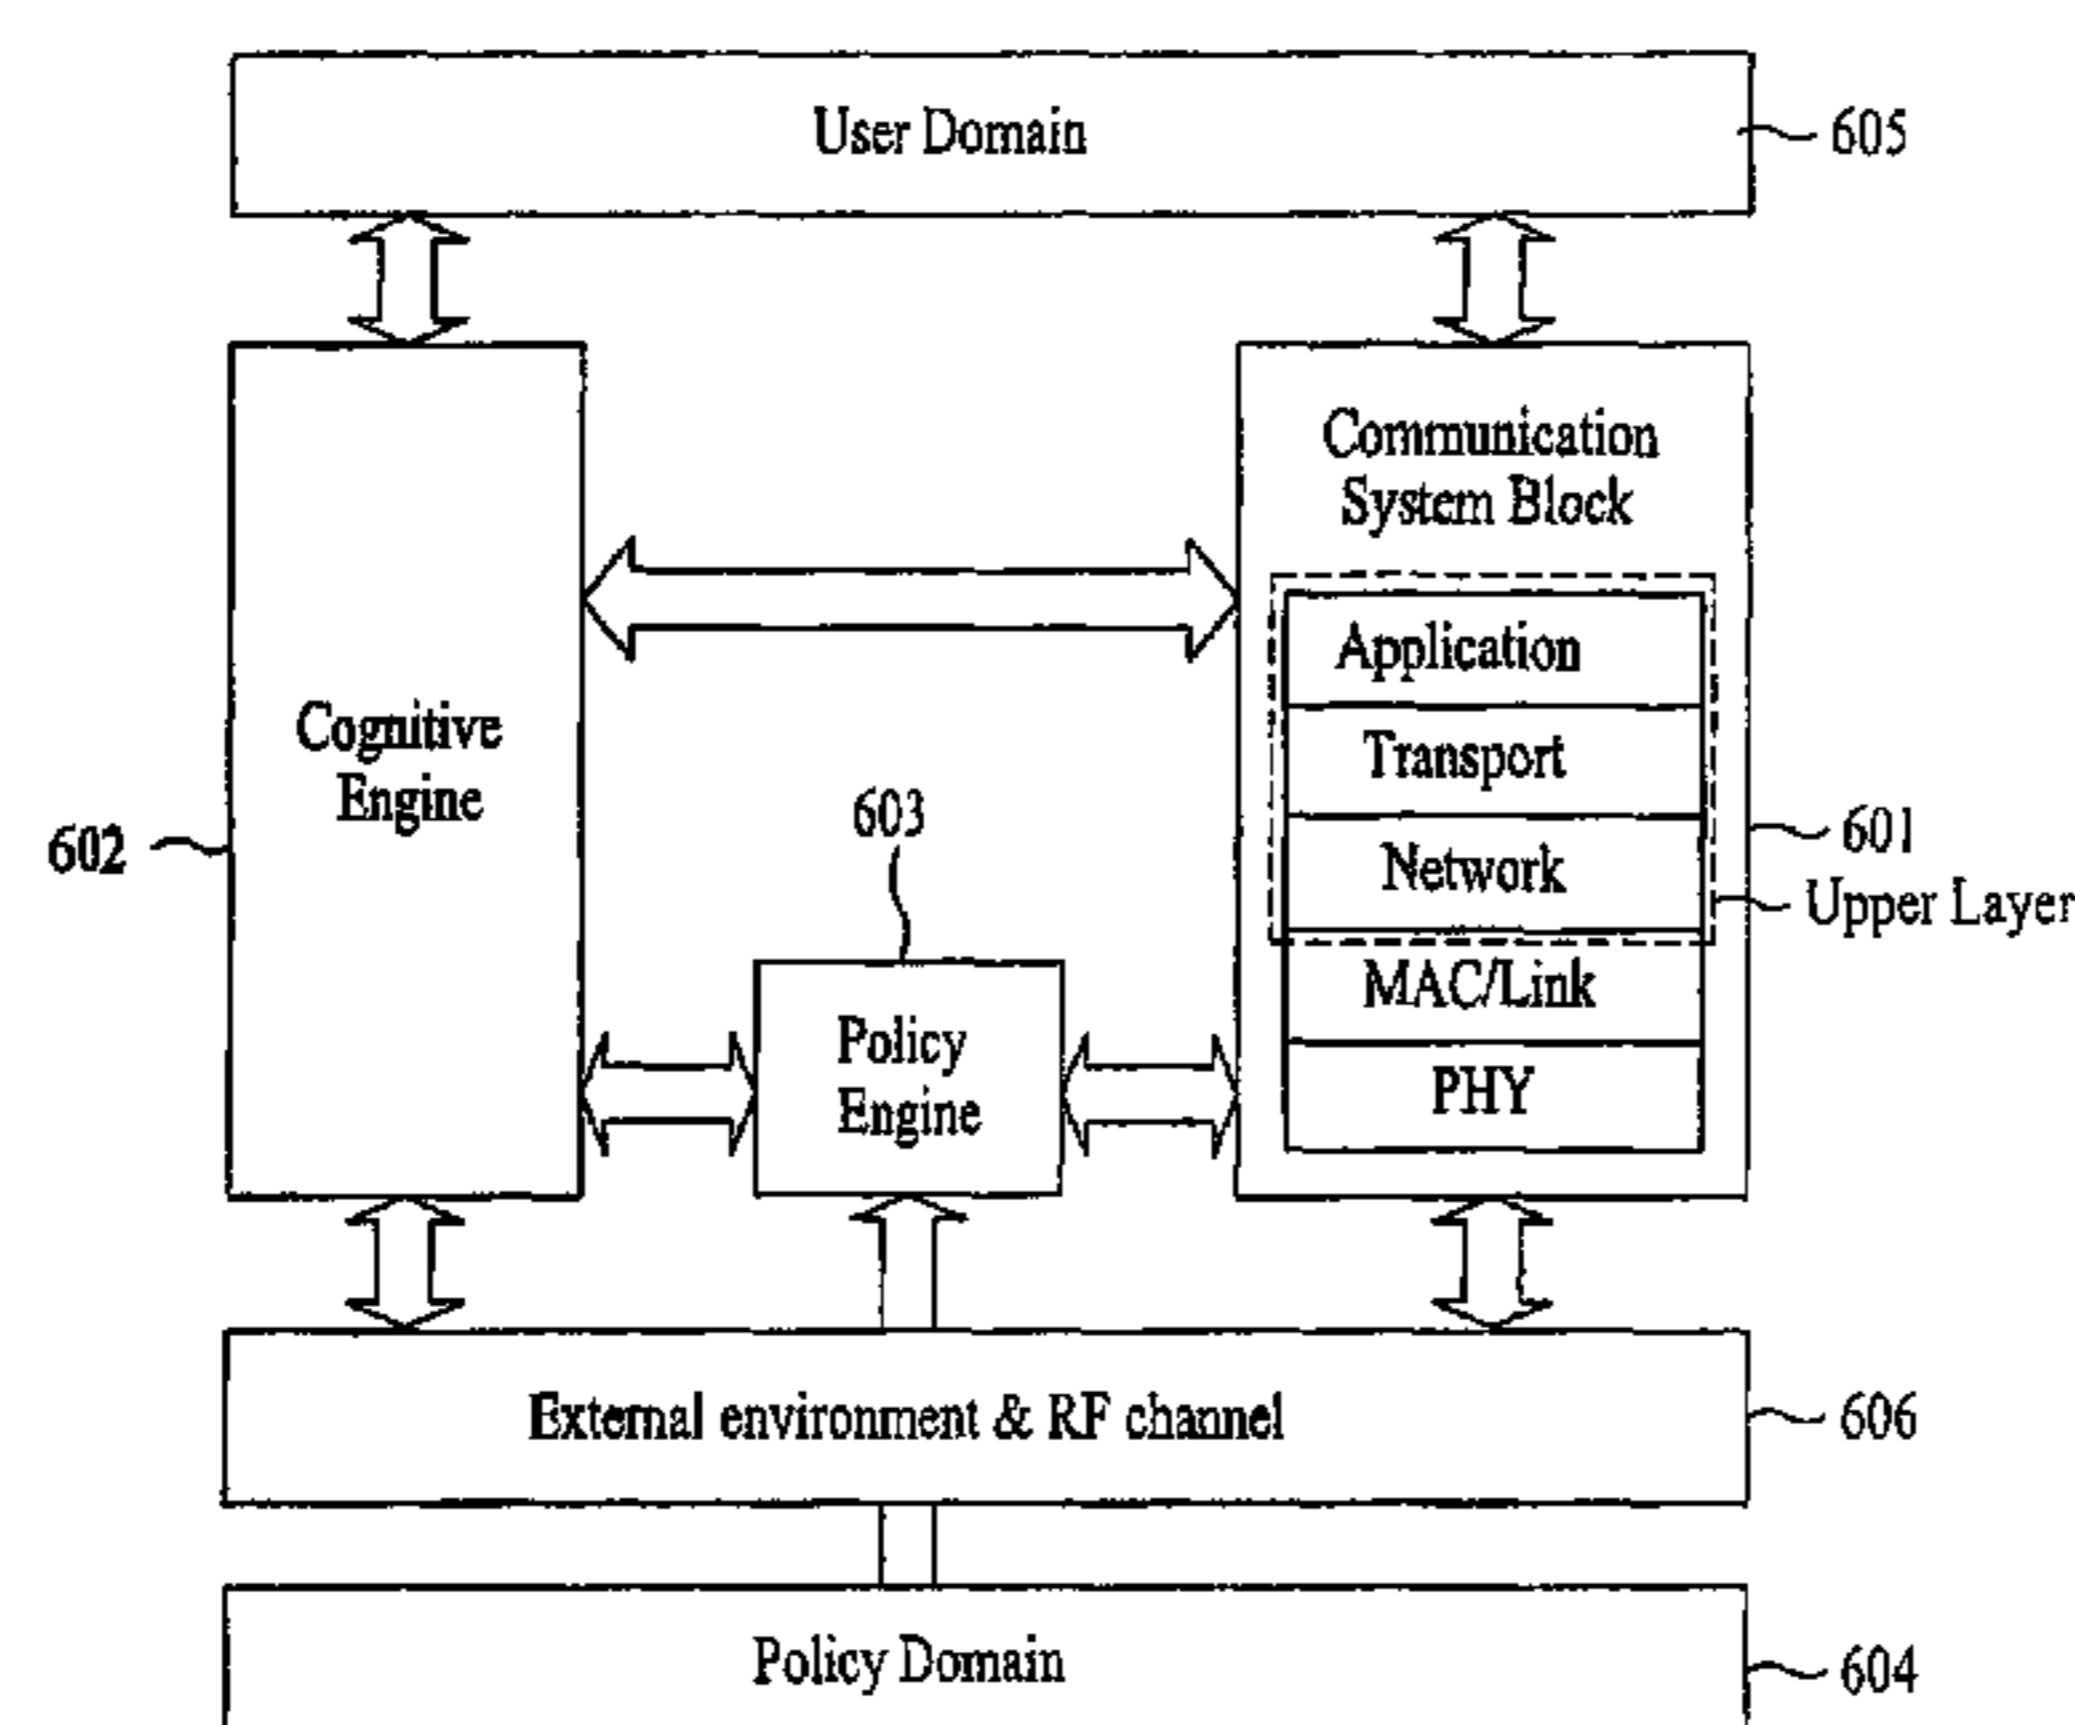 User Domain
605
Communication
System Block
Application
Transport
Network
MAC/Link
PHY
601
Upper Layer
Cognitive
Engine
602
603
Policy
Engine
External environment & RF channel
606
Policy Domain
604